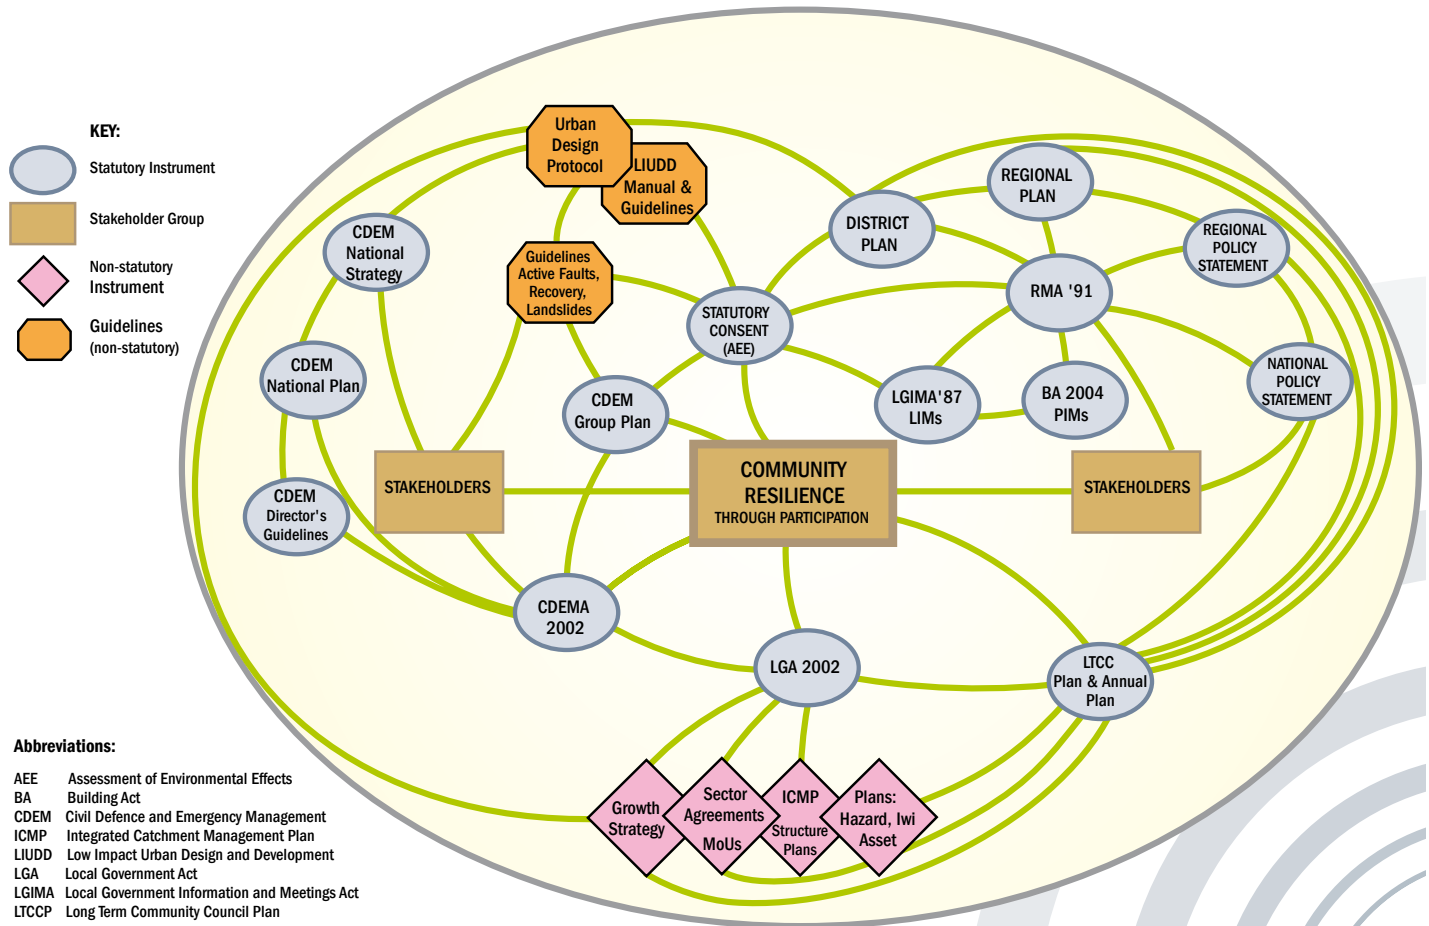 KEY:
Statutory Instrument
Stakeholder Group
Non-statutory
Instrument
Guidelines
(non-statutory)
Urban
Design
Protocol
LIUDD
Manual &
Guidelines
CDEM
National
Strategy
Guidelines
Active Faults,
Recovery,
Landslides
DISTRICT
PLAN
REGIONAL
PLAN
REGIONAL
POLICY
STATEMENT
RMA '91
STATUTORY
CONSENT
(AEE)
CDEM
National Plan
CDEM
Group Plan
LGIMA'87
LIMs
BA 2004
PIMs
NATIONAL
POLICY
STATEMENT
CDEM
Director's
Guidelines
STAKEHOLDERS
COMMUNITY
RESILIENCE
THROUGH PARTICIPATION
STAKEHOLDERS
CDEMA
2002
LGA 2002
LTCC
Plan & Annual
Plan
Growth
Strategy
Sector
Agreements
MoUs
ICMP
Structure
Plans
Plans:
Hazard, Iwi
Asset
Abbreviations:
AEE Assessment of Environmental Effects
BA Building Act
CDEM Civil Defence and Emergency Management
ICMP Integrated Catchment Management Plan
LIUDD Low Impact Urban Design and Development
LGA Local Government Act
LGIMA Local Government Information and Meetings Act
LTCCP Long Term Community Council Plan